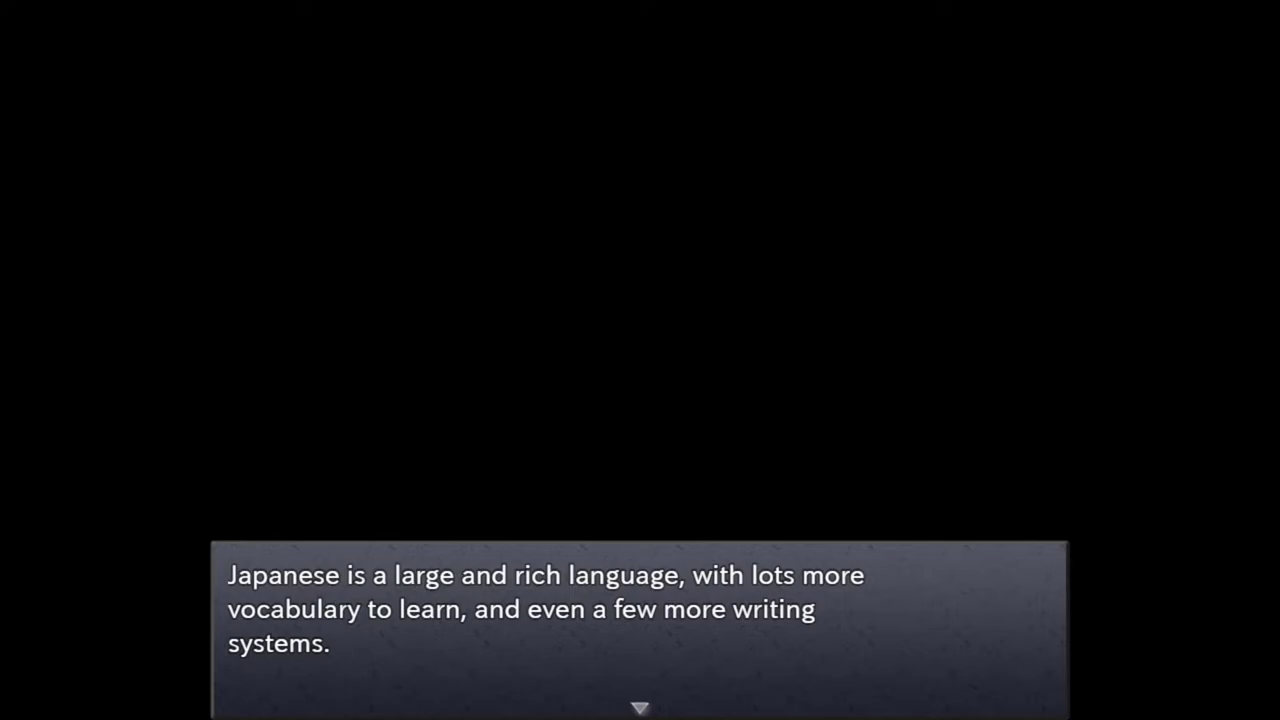 Japanese is a large and rich language, with lots more
vocabulary to learn, and even a few more writing
systems.